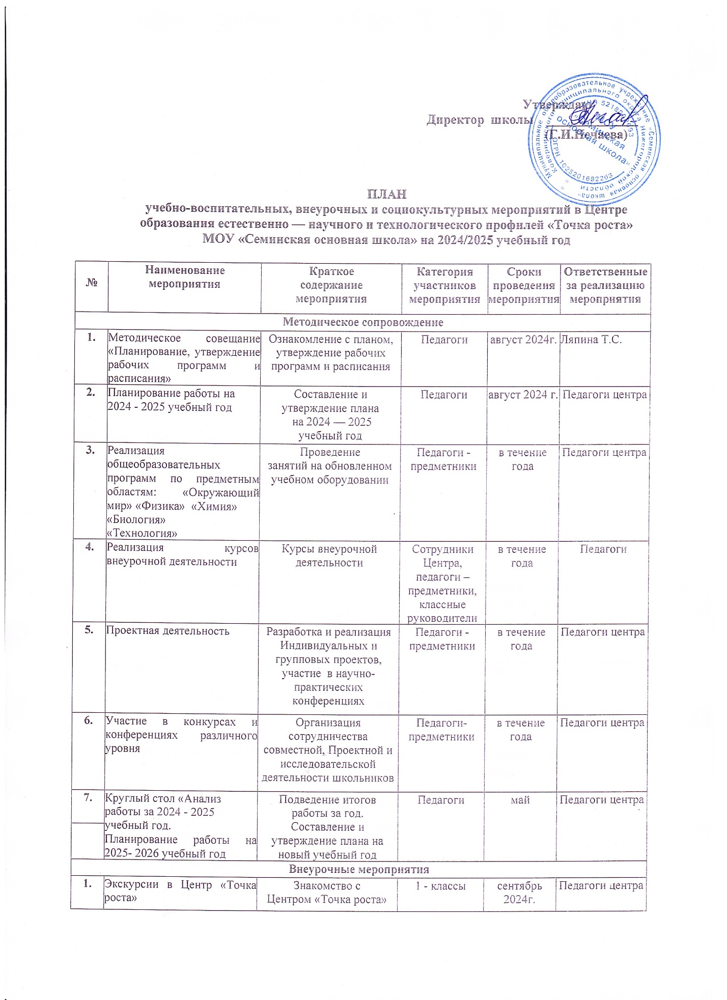 Утверждаю
Директор школы
(Г.И.Нечаева)
Муниципальное общеобразовательное учреждение «Семинская основная школа»
Ковернинского муниципального округа Нижегородской области
ОГРН 1025201682263
ИНН
МОУ
«Семинская
основная школа»
ПЛАН
учебно-воспитательных, внеурочных и социокультурных мероприятий в Центре
образования естественно — научного и технологического профилей «Точка роста»
МОУ «Семинская основная школа» на 2024/2025 учебный год
№
Наименование
мероприятия
Краткое
содержание
мероприятия
Категория
участников
мероприятия
Сроки
проведения
мероприятия
Ответственные
за реализацию
мероприятия
Методическое сопровождение
1.
Методическое совещание
«Планирование, утверждение
рабочих программ и
расписания»
Ознакомление с планом,
утверждение рабочих
программ и расписания
Педагоги
август 2024г.
Ляпина Т.С.
2.
Планирование работы на
2024 - 2025 учебный год
Составление и
утверждение плана
на 2024 — 2025
учебный год
Педагоги
август 2024 г.
Педагоги центра
3.
Реализация
общеобразовательных
программ по предметным
областям: «Окружающий
мир» «Физика» «Химия»
«Биология»
«Технология»
Проведение
занятий на обновленном
учебном оборудовании
Педагоги -
предметники
в течение
года
Педагоги центра
4.
Реализация курсов
внеурочной деятельности
Курсы внеурочной
деятельности
Сотрудники
Центра,
педагоги –
предметники,
классные
руководители
в течение
года
Педагоги
5.
Проектная деятельность
Разработка и реализация
Индивидуальных и
групповых проектов,
участие в научно-
практических
конференциях
Педагоги -
предметники
в течение
года
Педагоги центра
6.
Участие в конкурсах и
конференциях различного
уровня
Организация
сотрудничества
совместной, Проектной и
исследовательской
деятельности школьников
Педагоги-
предметники
в течение
года
Педагоги центра
7.
Круглый стол «Анализ
работы за 2024 - 2025
учебный год.
Планирование работы на
2025- 2026 учебный год
Подведение итогов
работы за год.
Составление и
утверждение плана на
новый учебный год
Педагоги
май
Педагоги центра
Внеурочные мероприятия
1.
Экскурсии в Центр «Точка
роста»
Знакомство с
Центром «Точка роста»
1 - классы
сентябрь
2024г.
Педагоги центра